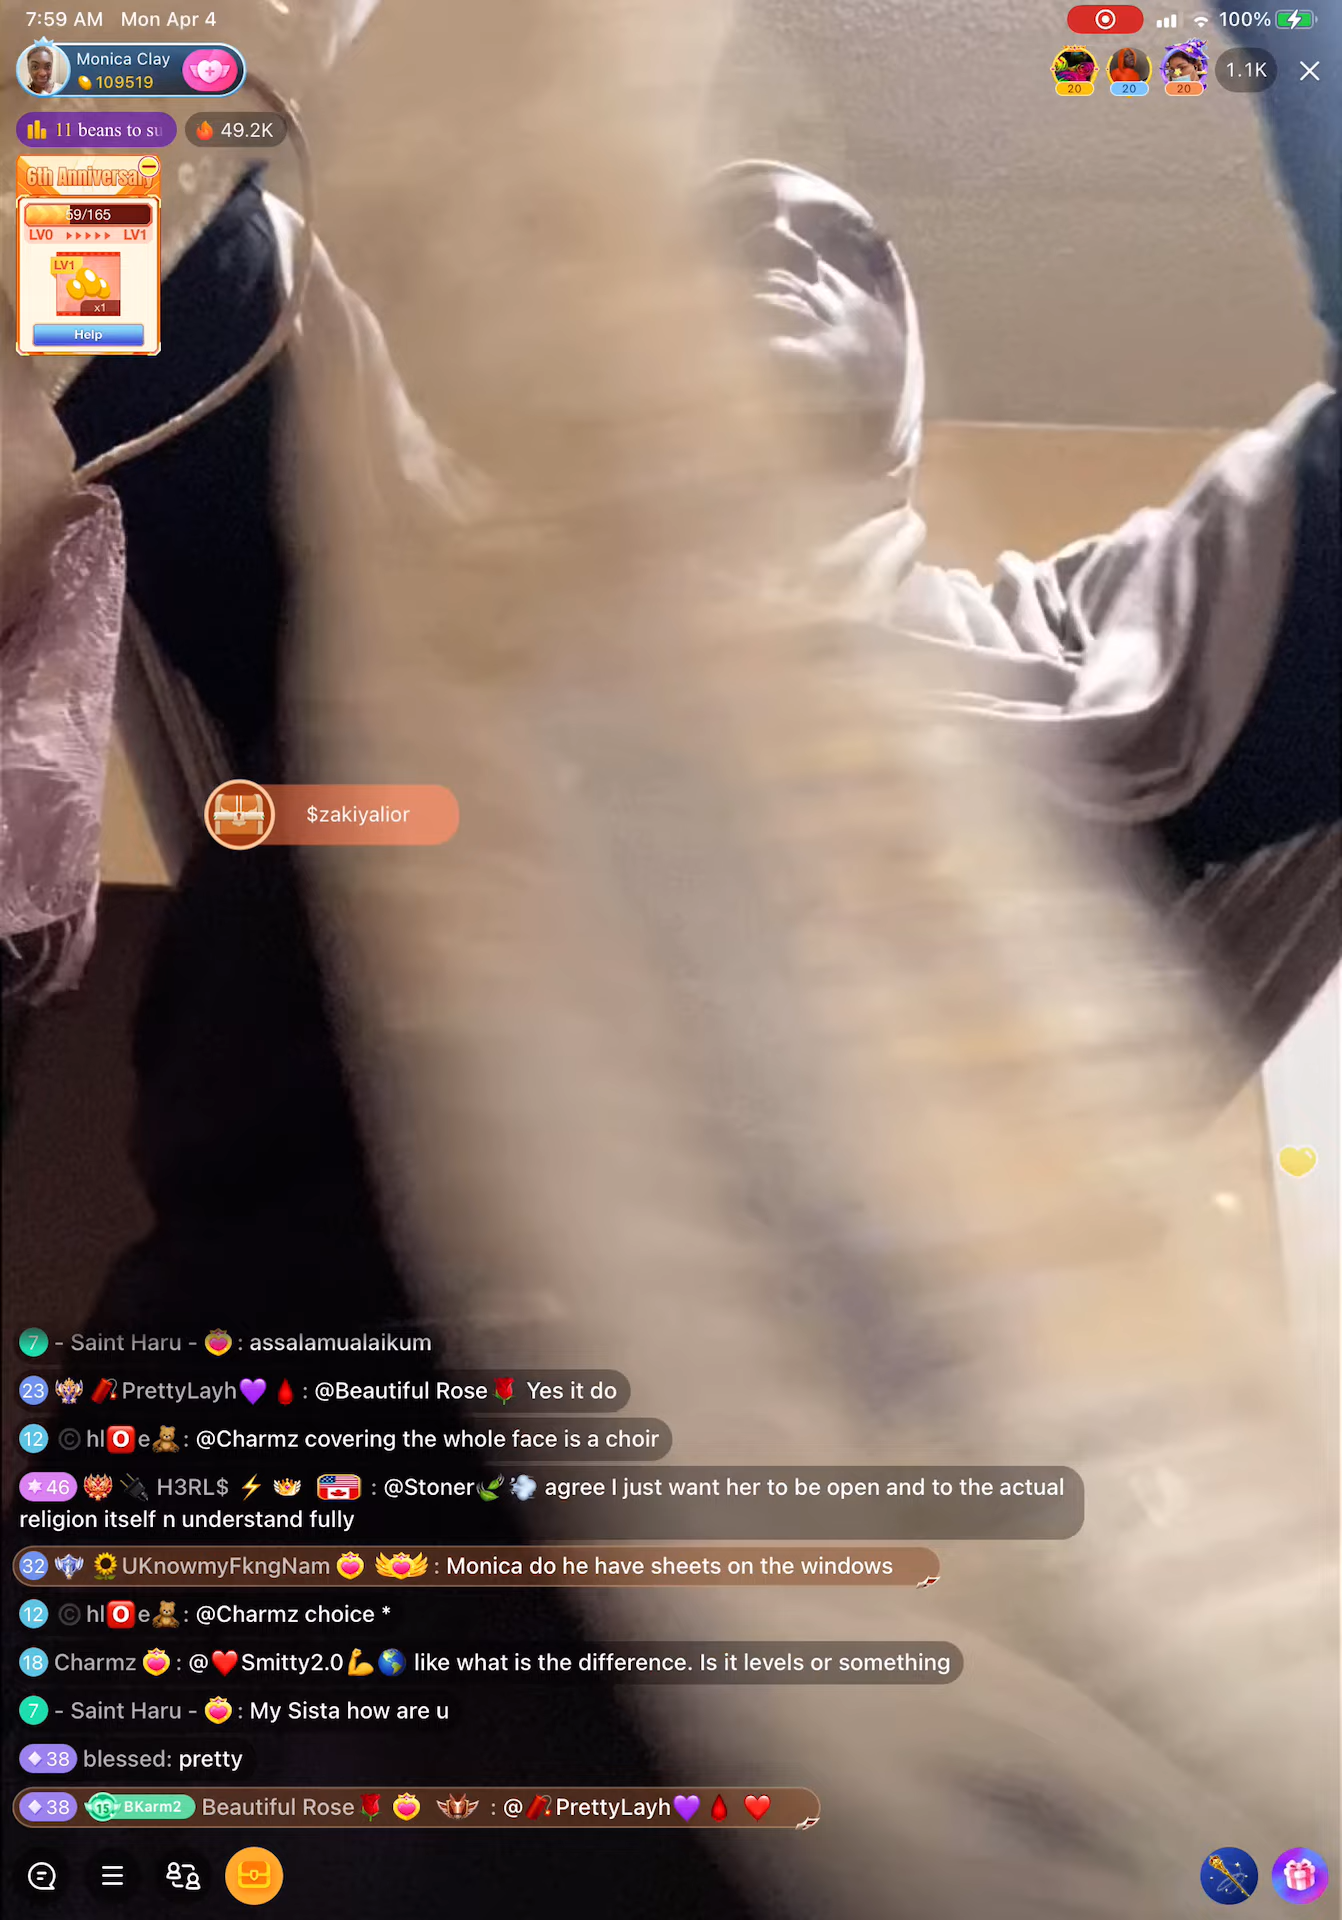 7:59 AM Mon Apr 4
100%
Monica Clay
109519
20
20
20
1.1K
11 beans to su
49.2K
6th Anniversary
59/165
LV0 LV1
LV1
x1
Help
$zakiyalior
7 - Saint Haru - : assalamualaikum
23 PrettyLayh💜🩸: @Beautiful Rose🌹 Yes it do
12 ©️hl🅾️e🧸: @Charmz covering the whole face is a choir
46 🔌 H3RL$ ⚡ : @Stoner🌿💨 agree I just want her to be open and to the actual
religion itself n understand fully
32 🌻UKnowmyFkngNam : Monica do he have sheets on the windows
12 ©️hl🅾️e🧸: @Charmz choice *
18 Charmz : @❤️Smitty2.0💪🌎 like what is the difference. Is it levels or something
7 - Saint Haru - : My Sista how are u
38 blessed: pretty
38 15 BKarm2 Beautiful Rose🌹 : @🧨PrettyLayh💜🩸 ❤️